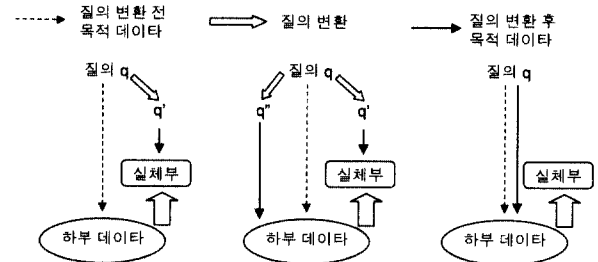 질의 변환 전
목적 데이타
질의 변환
질의 변환 후
목적 데이타
질의 q
q'
실체부
하부 데이타
질의 q
q"
q'
실체부
하부 데이타
질의 q
실체부
하부 데이타